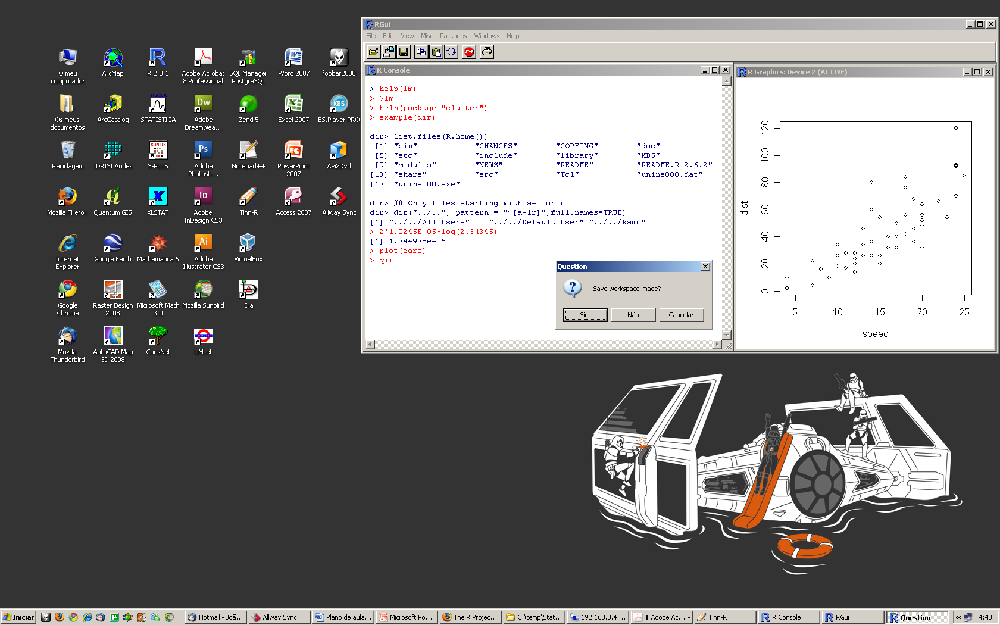 O meu
computador
ArcMap
R 2.8.1
Adobe Acrobat
8 Professional
SQL Manager
PostgreSQL
Word 2007
foobar2000
Os meus
documentos
ArcCatalog
StatSoft
STATISTICA
Dw
Adobe
Dreamwea...
Zend 5
Excel 2007
BS
BS.Player PRO
Reciclagem
IDRISI Andes
S-PLUS
S-PLUS
Ps
Adobe
Photosh...
Notepad++
PowerPoint
2007
Avi2Dvd
Mozilla Firefox
Quantum GIS
X
XLSTAT
Id
Adobe
InDesign CS3
Tinn-R
Access 2007
Allway Sync
Internet
Explorer
Google Earth
Mathematica 6
Ai
Adobe
Illustrator CS3
VirtualBox
Google
Chrome
Raster Design
2008
Microsoft Math
3.0
Mozilla Sunbird
Dia
Mozilla
Thunderbird
AutoCAD Map
3D 2008
ConsNet
UMLet
UMLet
RGui
File Edit View Misc Packages Windows Help
STOP
R Console
> help(lm)
> ?lm
> help(package="cluster")
> example(dir)
dir> list.files(R.home())
[1] "bin" "CHANGES" "COPYING" "doc"
[5] "etc" "include" "library" "MD5"
[9] "modules" "NEWS" "README" "README.R-2.6.2"
[13] "share" "src" "Tcl" "unins000.dat"
[17] "unins000.exe"
dir> ## Only files starting with a-l or r
dir> dir("../..", pattern = "^[a-lr]",full.names=TRUE)
[1] "../../All Users" "../../Default User" "../../kamo"
> 2*1.0245E-05*log(2.34345)
[1] 1.744978e-05
> plot(cars)
> q()
Question
Save workspace image?
Sim Não Cancelar
R Graphics: Device 2 (ACTIVE)
120
100
80
60
40
20
0
dist
5 10 15 20 25
speed
Iniciar
Hotmail - Joã...
Allway Sync
Plano de aula...
Microsoft Po...
The R Projec...
C:\temp\Stat...
192.168.0.4 ...
4 Adobe Ac...
Tinn-R
R Console
RGui
Question
«
4:43